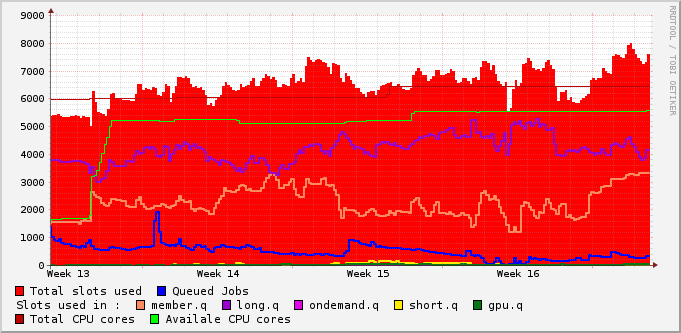 9000
8000
7000
6000
5000
4000
3000
2000
1000
0
Week 13 Week 14 Week 15 Week 16
Total slots used Queued Jobs
Slots used in : member.q long.q ondemand.q short.q gpu.q
Total CPU cores Availale CPU cores
RRDTOOL / TOBI OETIKER